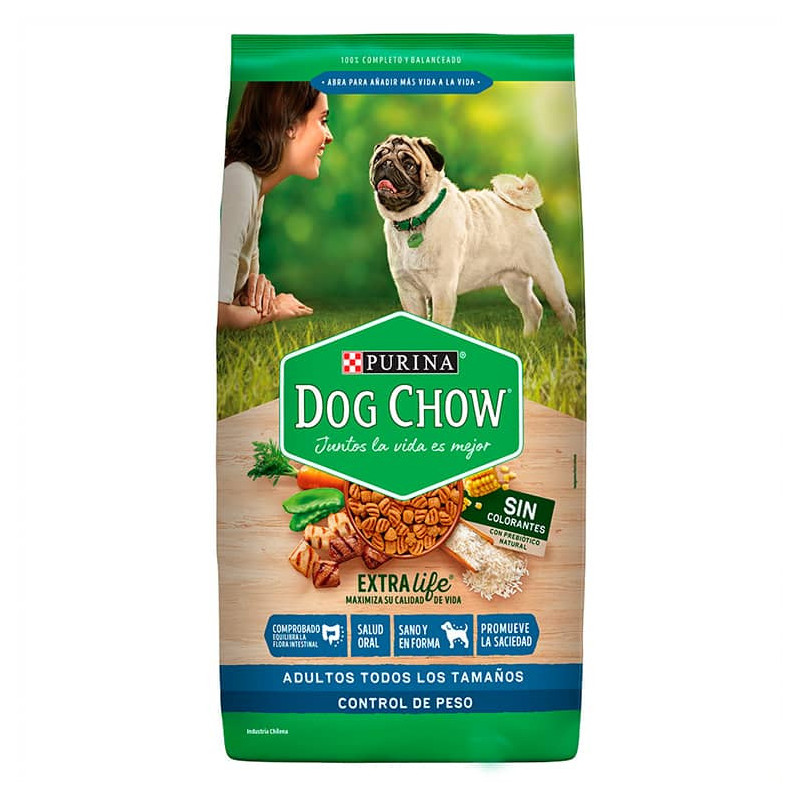 100% COMPLETO Y BALANCEADO
• ABRA PARA AÑADIR MÁS VIDA A LA VIDA •
PURINA®
DOG CHOW®
Juntos la vida es mejor
SIN
COLORANTES
CON PREBIÓTICO
NATURAL
EXTRA life®
MAXIMIZA SU CALIDAD DE VIDA
COMPROBADO
EQUILIBRA LA
FLORA INTESTINAL
SALUD
ORAL
SANO Y
EN FORMA
PROMUEVE
LA SACIEDAD
ADULTOS TODOS LOS TAMAÑOS
CONTROL DE PESO
Industria Chilena